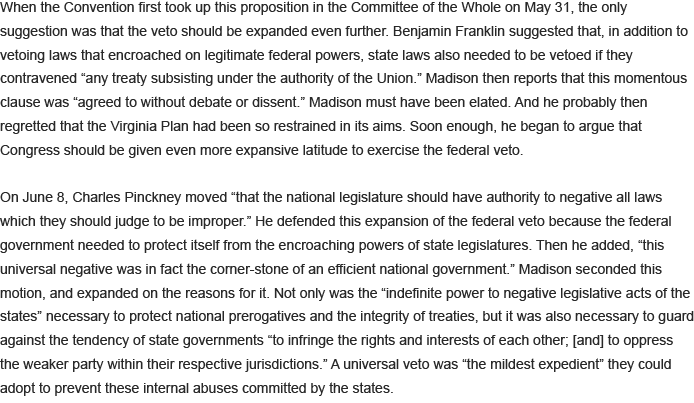 When the Convention first took up this proposition in the Committee of the Whole on May 31, the only
suggestion was that the veto should be expanded even further. Benjamin Franklin suggested that, in addition to
vetoing laws that encroached on legitimate federal powers, state laws also needed to be vetoed if they
contravened “any treaty subsisting under the authority of the Union.” Madison then reports that this momentous
clause was “agreed to without debate or dissent.” Madison must have been elated. And he probably then
regretted that the Virginia Plan had been so restrained in its aims. Soon enough, he began to argue that
Congress should be given even more expansive latitude to exercise the federal veto.

On June 8, Charles Pinckney moved “that the national legislature should have authority to negative all laws
which they should judge to be improper.” He defended this expansion of the federal veto because the federal
government needed to protect itself from the encroaching powers of state legislatures. Then he added, “this
universal negative was in fact the corner-stone of an efficient national government.” Madison seconded this
motion, and expanded on the reasons for it. Not only was the “indefinite power to negative legislative acts of the
states” necessary to protect national prerogatives and the integrity of treaties, but it was also necessary to guard
against the tendency of state governments “to infringe the rights and interests of each other; [and] to oppress
the weaker party within their respective jurisdictions.” A universal veto was “the mildest expedient” they could
adopt to prevent these internal abuses committed by the states.